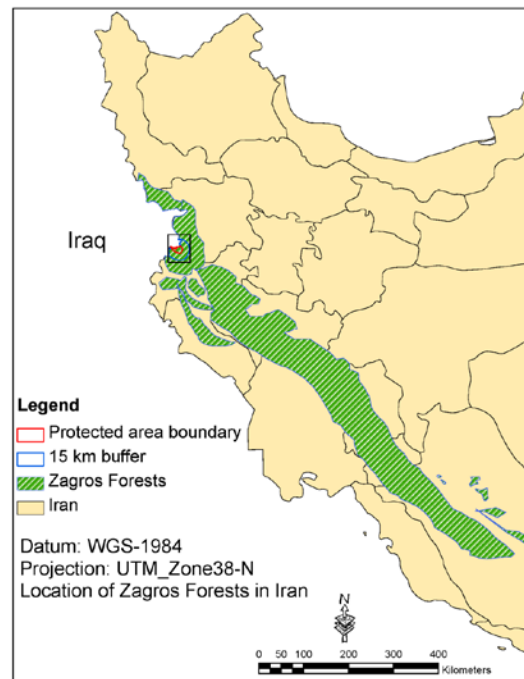 Iraq
Legend
Protected area boundary
15 km buffer
Zagros Forests
Iran
Datum: WGS-1984
Projection: UTM_Zone38-N
Location of Zagros Forests in Iran
N
0 50 100 200 300 400
Kilometers